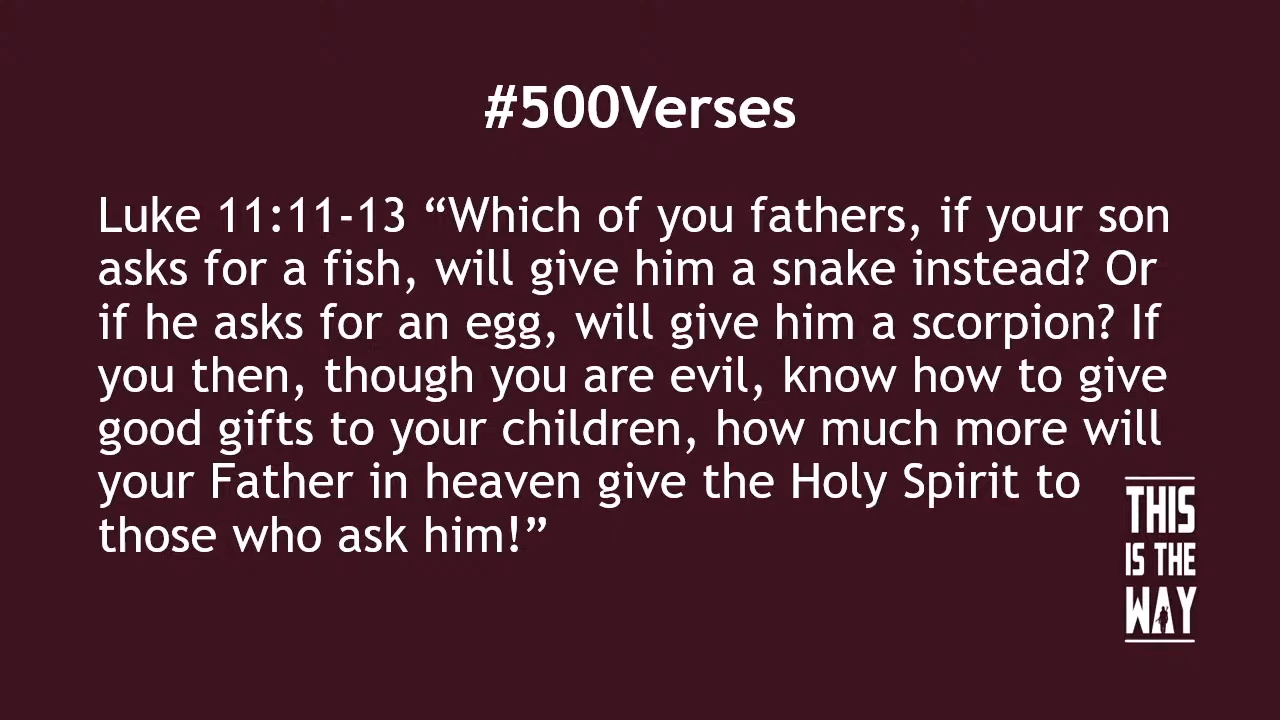 #500Verses
Luke 11:11-13 “Which of you fathers, if your son
asks for a fish, will give him a snake instead? Or
if he asks for an egg, will give him a scorpion? If
you then, though you are evil, know how to give
good gifts to your children, how much more will
your Father in heaven give the Holy Spirit to
those who ask him!”
THIS
IS THE
WAY